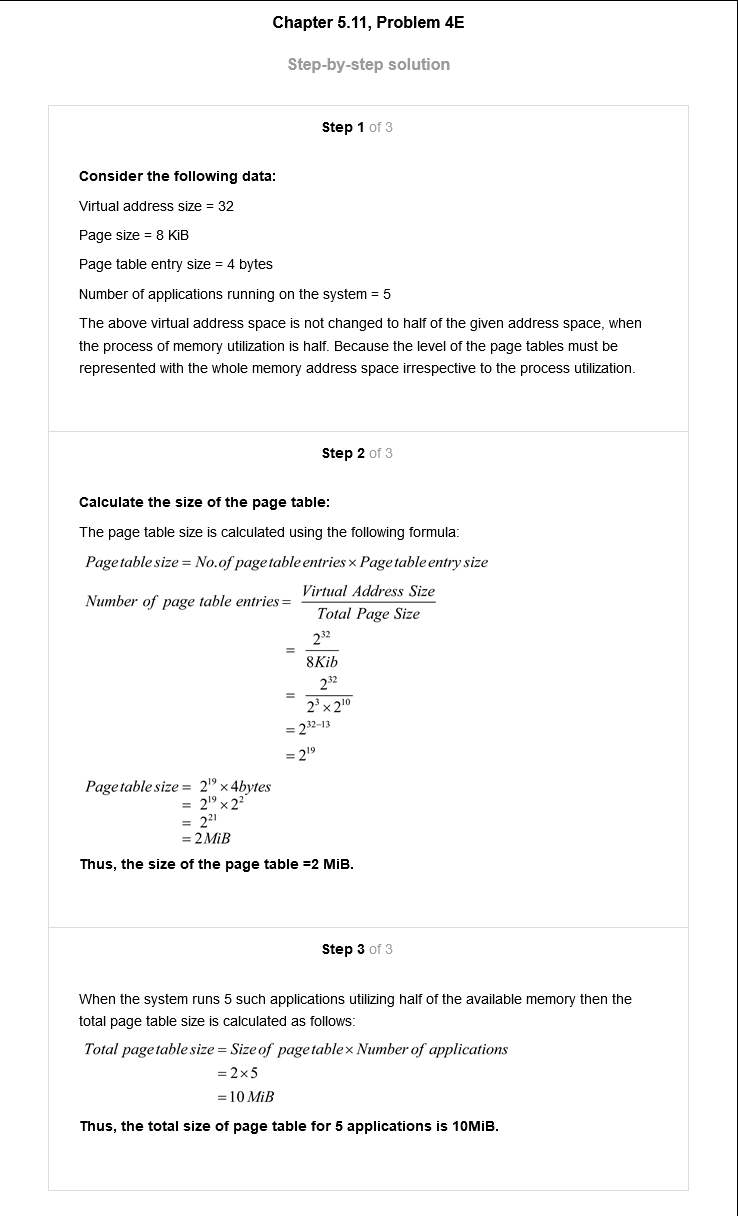 Chapter 5.11, Problem 4E
Step-by-step solution
Step 1 of 3
Consider the following data:
Virtual address size = 32
Page size = 8 KiB
Page table entry size = 4 bytes
Number of applications running on the system = 5
The above virtual address space is not changed to half of the given address space, when
the process of memory utilization is half. Because the level of the page tables must be
represented with the whole memory address space irrespective to the process utilization.
Step 2 of 3
Calculate the size of the page table:
The page table size is calculated using the following formula:
Page table size = No.of page table entries × Page table entry size
Number of page table entries = Virtual Address Size / Total Page Size
= 2^32 / 8Kib
= 2^32 / 2^3 × 2^10
= 2^32−13
= 2^19
Page table size = 2^19 × 4bytes
= 2^19 × 2^2
= 2^21
= 2 MiB
Thus, the size of the page table =2 MiB.
Step 3 of 3
When the system runs 5 such applications utilizing half of the available memory then the
total page table size is calculated as follows:
Total page table size = Size of page table × Number of applications
= 2 × 5
= 10 MiB
Thus, the total size of page table for 5 applications is 10MiB.